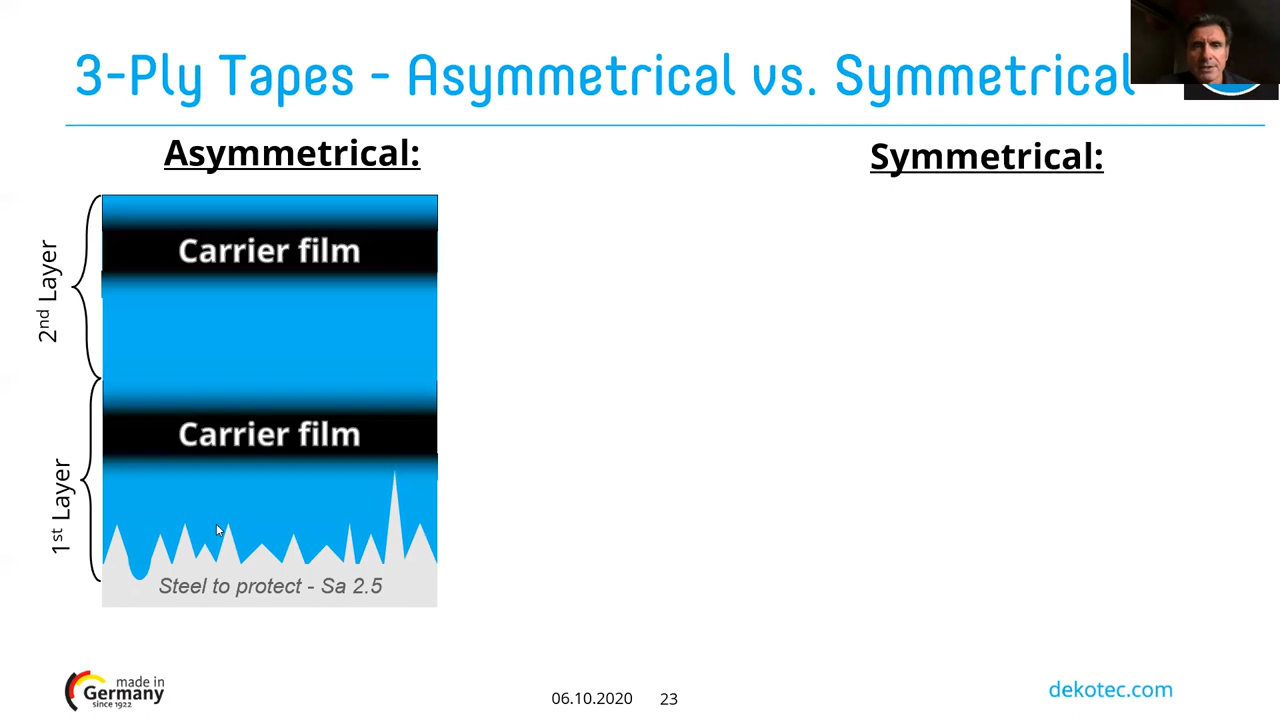 3-Ply Tapes - Asymmetrical vs. Symmetrical
Asymmetrical:
Symmetrical:
2nd Layer
Carrier film
Carrier film
1st Layer
Steel to protect - Sa 2.5
made in
Germany
since 1922
06.10.2020
23
dekotec.com